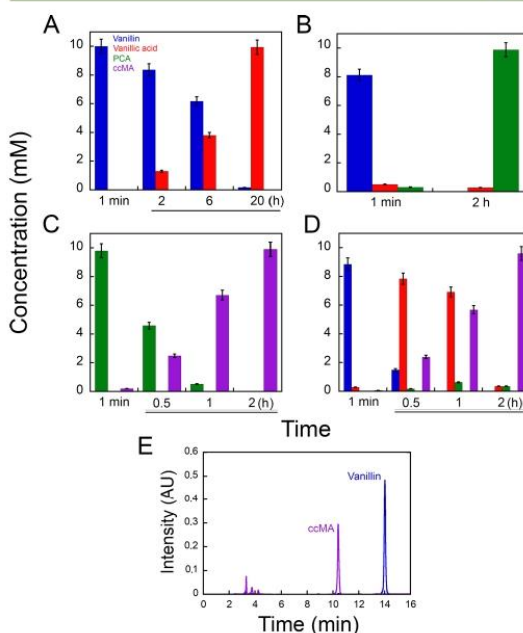 A
Vanillin
Vanillic acid
PCA
ccMA
10
8
6
4
2
0
1 min 2 6 20 (h)
B
10
8
6
4
2
0
1 min 2 h
Concentration (mM)
C
10
8
6
4
2
0
1 min 0.5 1 2 (h)
D
10
8
6
4
2
0
1 min 0.5 1 2 (h)
Time
E
Intensity (AU)
0,6
0,5
0,4
0,3
0,2
0,1
0
Vanillin
ccMA
0 2 4 6 8 10 12 14 16
Time (min)